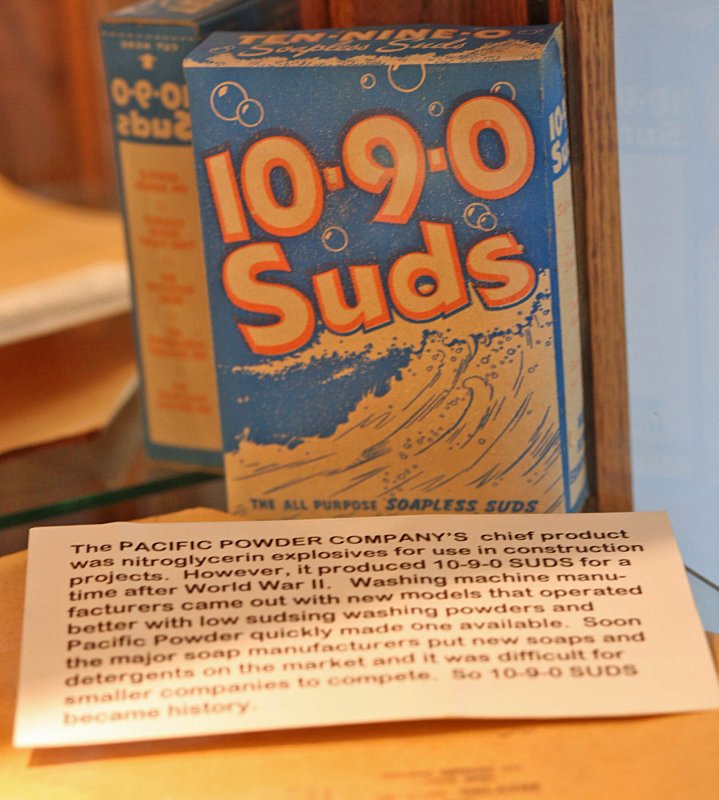 TEN-NINE-O
Soapless Suds
10-9-0
Suds
THE ALL PURPOSE SOAPLESS SUDS
10-9-0
Suds
The PACIFIC POWDER COMPANY'S chief product
was nitroglycerin explosives for use in construction
projects. However, it produced 10-9-0 SUDS for a
time after World War II. Washing machine manu-
facturers came out with new models that operated
better with low sudsing washing powders and
Pacific Powder quickly made one available. Soon
the major soap manufacturers put new soaps and
detergents on the market and it was difficult for
smaller companies to compete. So 10-9-0 SUDS
became history.